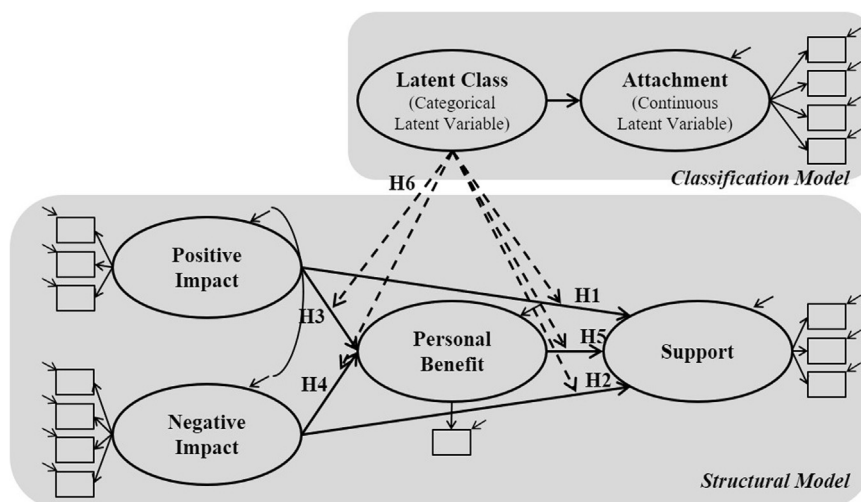 Latent Class
(Categorical
Latent Variable)
Attachment
(Continuous
Latent Variable)
Classification Model
H6
Positive
Impact
H1
H3
Personal
Benefit
H5
Support
H4
H2
Negative
Impact
Structural Model